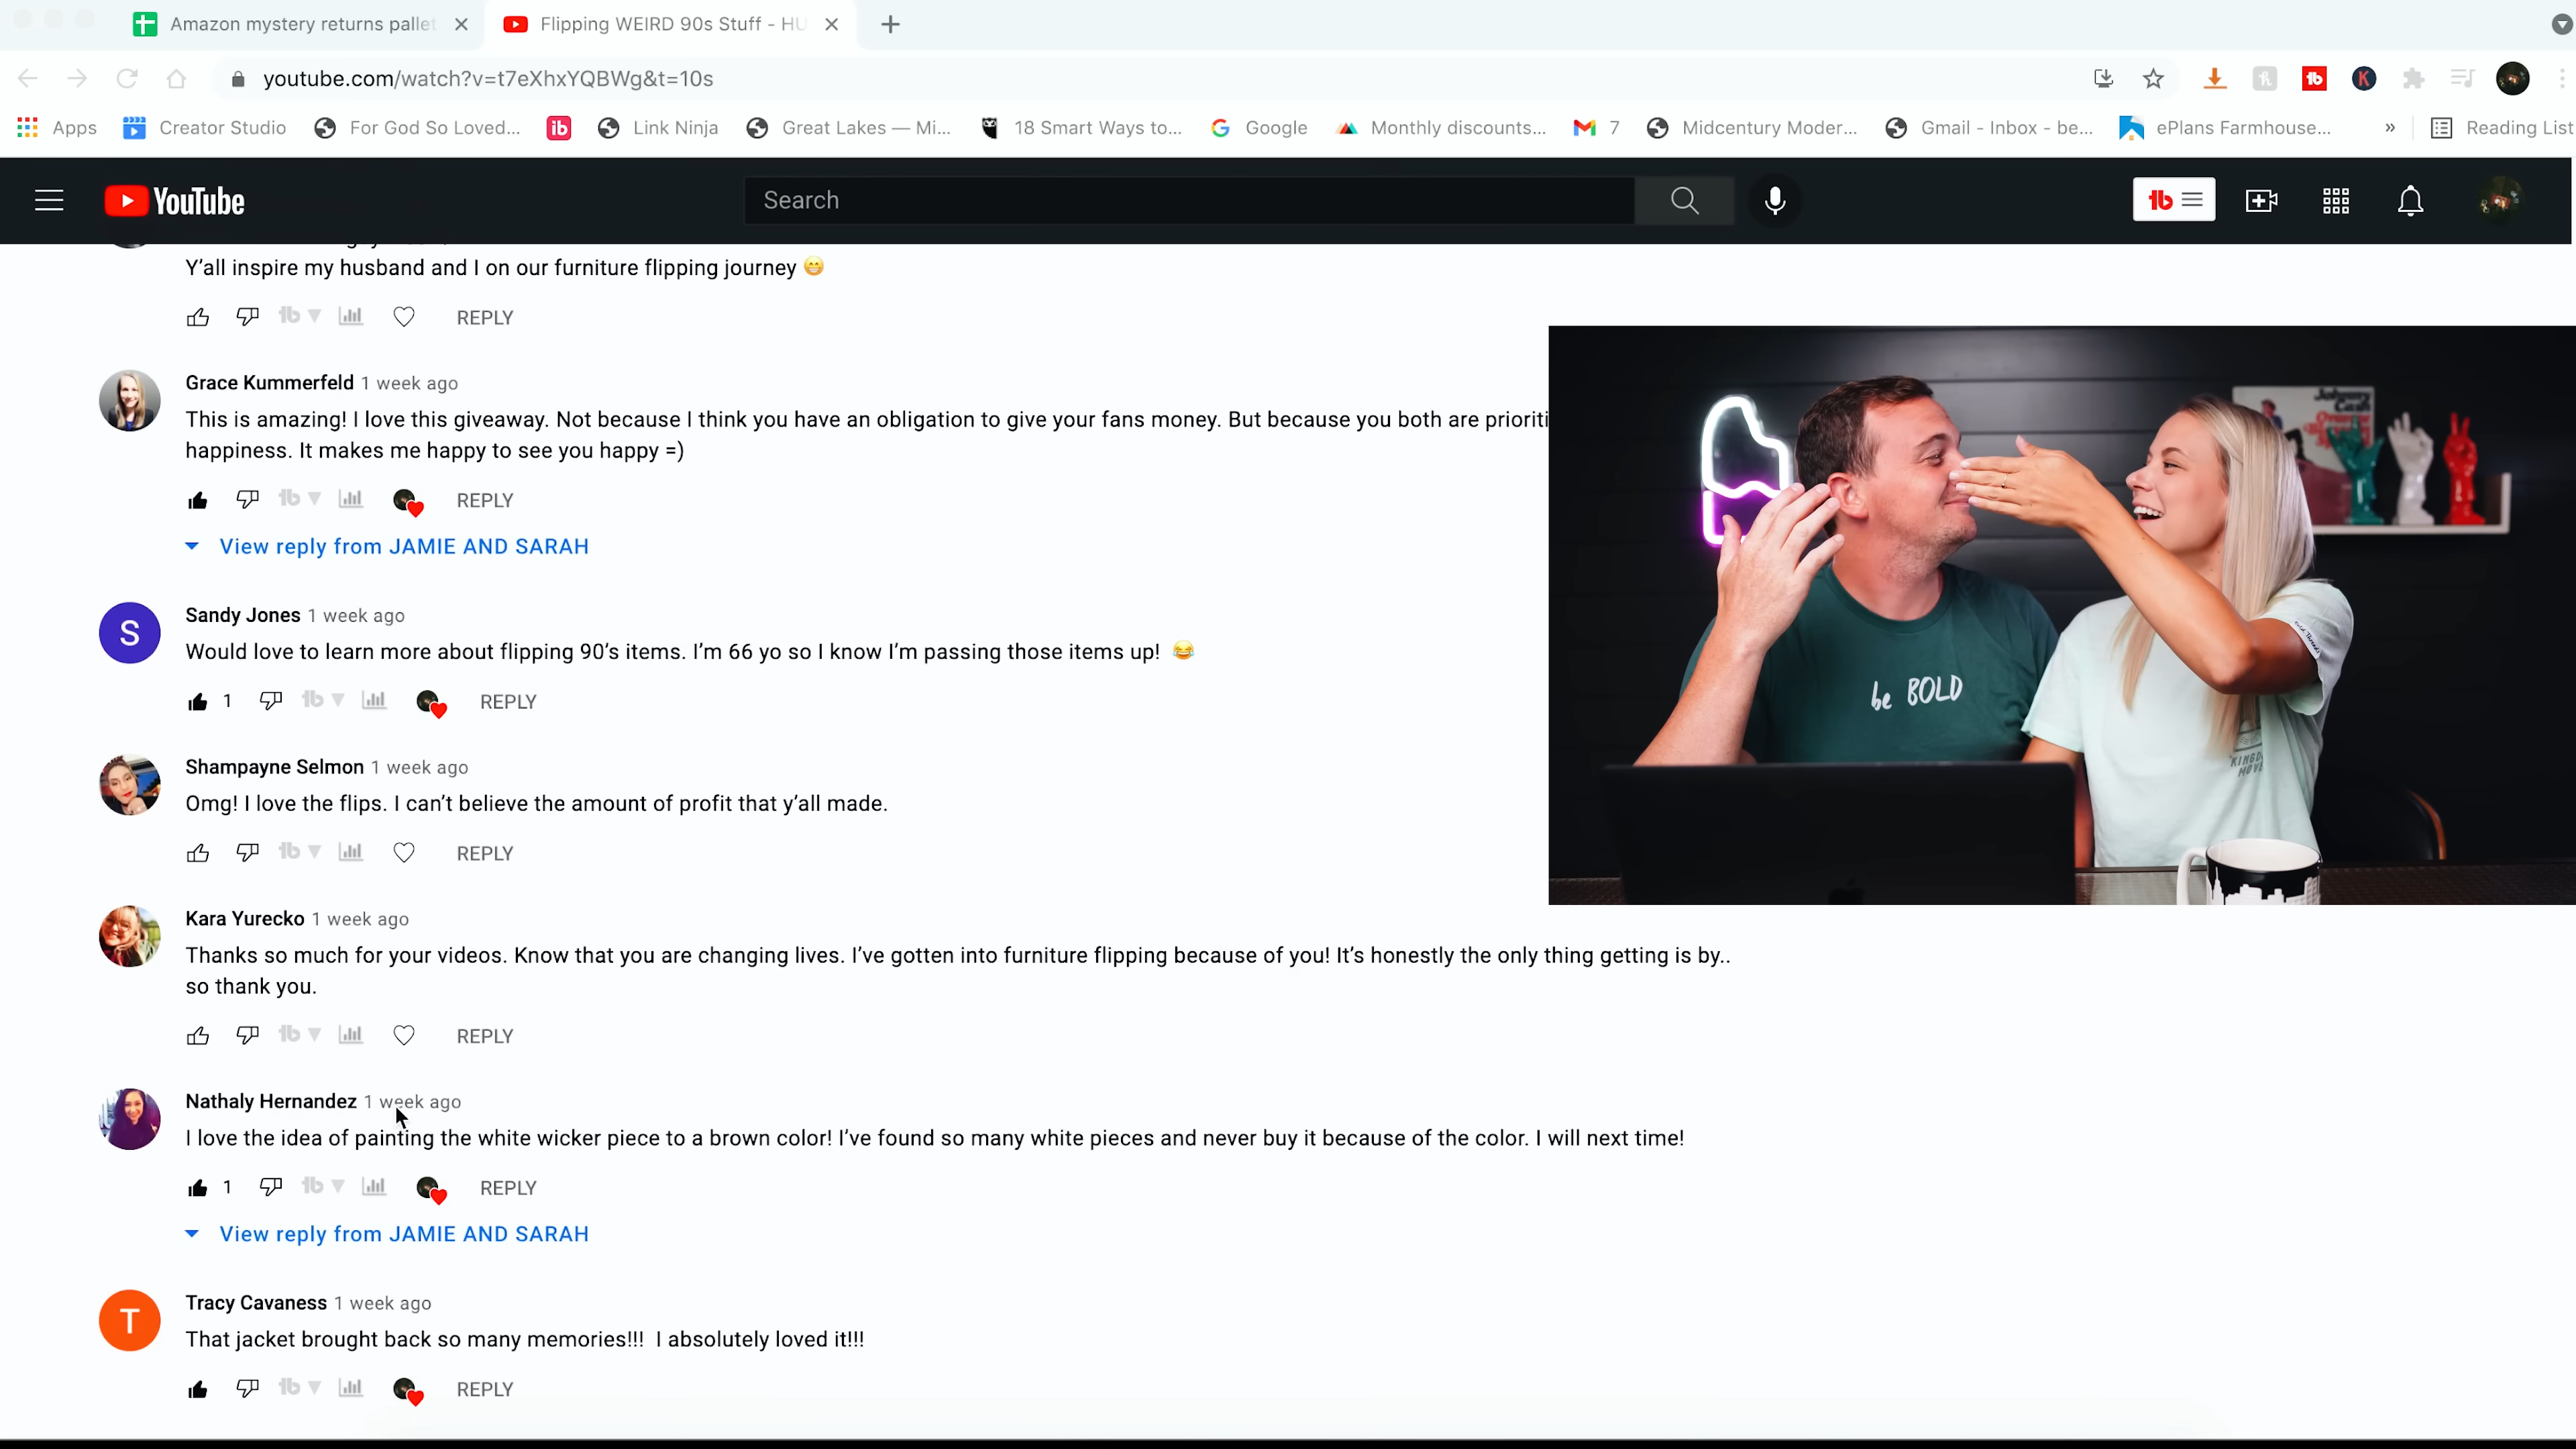 Amazon mystery returns pallet
Flipping WEIRD 90s Stuff - HU
youtube.com/watch?v=t7eXhxYQBWg&t=10s
Apps
Creator Studio
For God So Loved...
Link Ninja
Great Lakes — Mi...
18 Smart Ways to...
Google
Monthly discounts...
7
Midcentury Moder...
Gmail - Inbox - be...
ePlans Farmhouse...
»
Reading List
YouTube
Search
Y'all inspire my husband and I on our furniture flipping journey 😁
REPLY
Grace Kummerfeld 1 week ago
This is amazing! I love this giveaway. Not because I think you have an obligation to give your fans money. But because you both are prioriti
happiness. It makes me happy to see you happy =)
REPLY
View reply from JAMIE AND SARAH
S
Sandy Jones 1 week ago
Would love to learn more about flipping 90's items. I'm 66 yo so I know I'm passing those items up! 😂
1 REPLY
Shampayne Selmon 1 week ago
Omg! I love the flips. I can't believe the amount of profit that y'all made.
REPLY
Kara Yurecko 1 week ago
Thanks so much for your videos. Know that you are changing lives. I've gotten into furniture flipping because of you! It's honestly the only thing getting is by..
so thank you.
REPLY
Nathaly Hernandez 1 week ago
I love the idea of painting the white wicker piece to a brown color! I've found so many white pieces and never buy it because of the color. I will next time!
1 REPLY
View reply from JAMIE AND SARAH
T
Tracy Cavaness 1 week ago
That jacket brought back so many memories!!! I absolutely loved it!!!
REPLY
Johnny
Cash
be BOLD
KINGDOM
MOVE